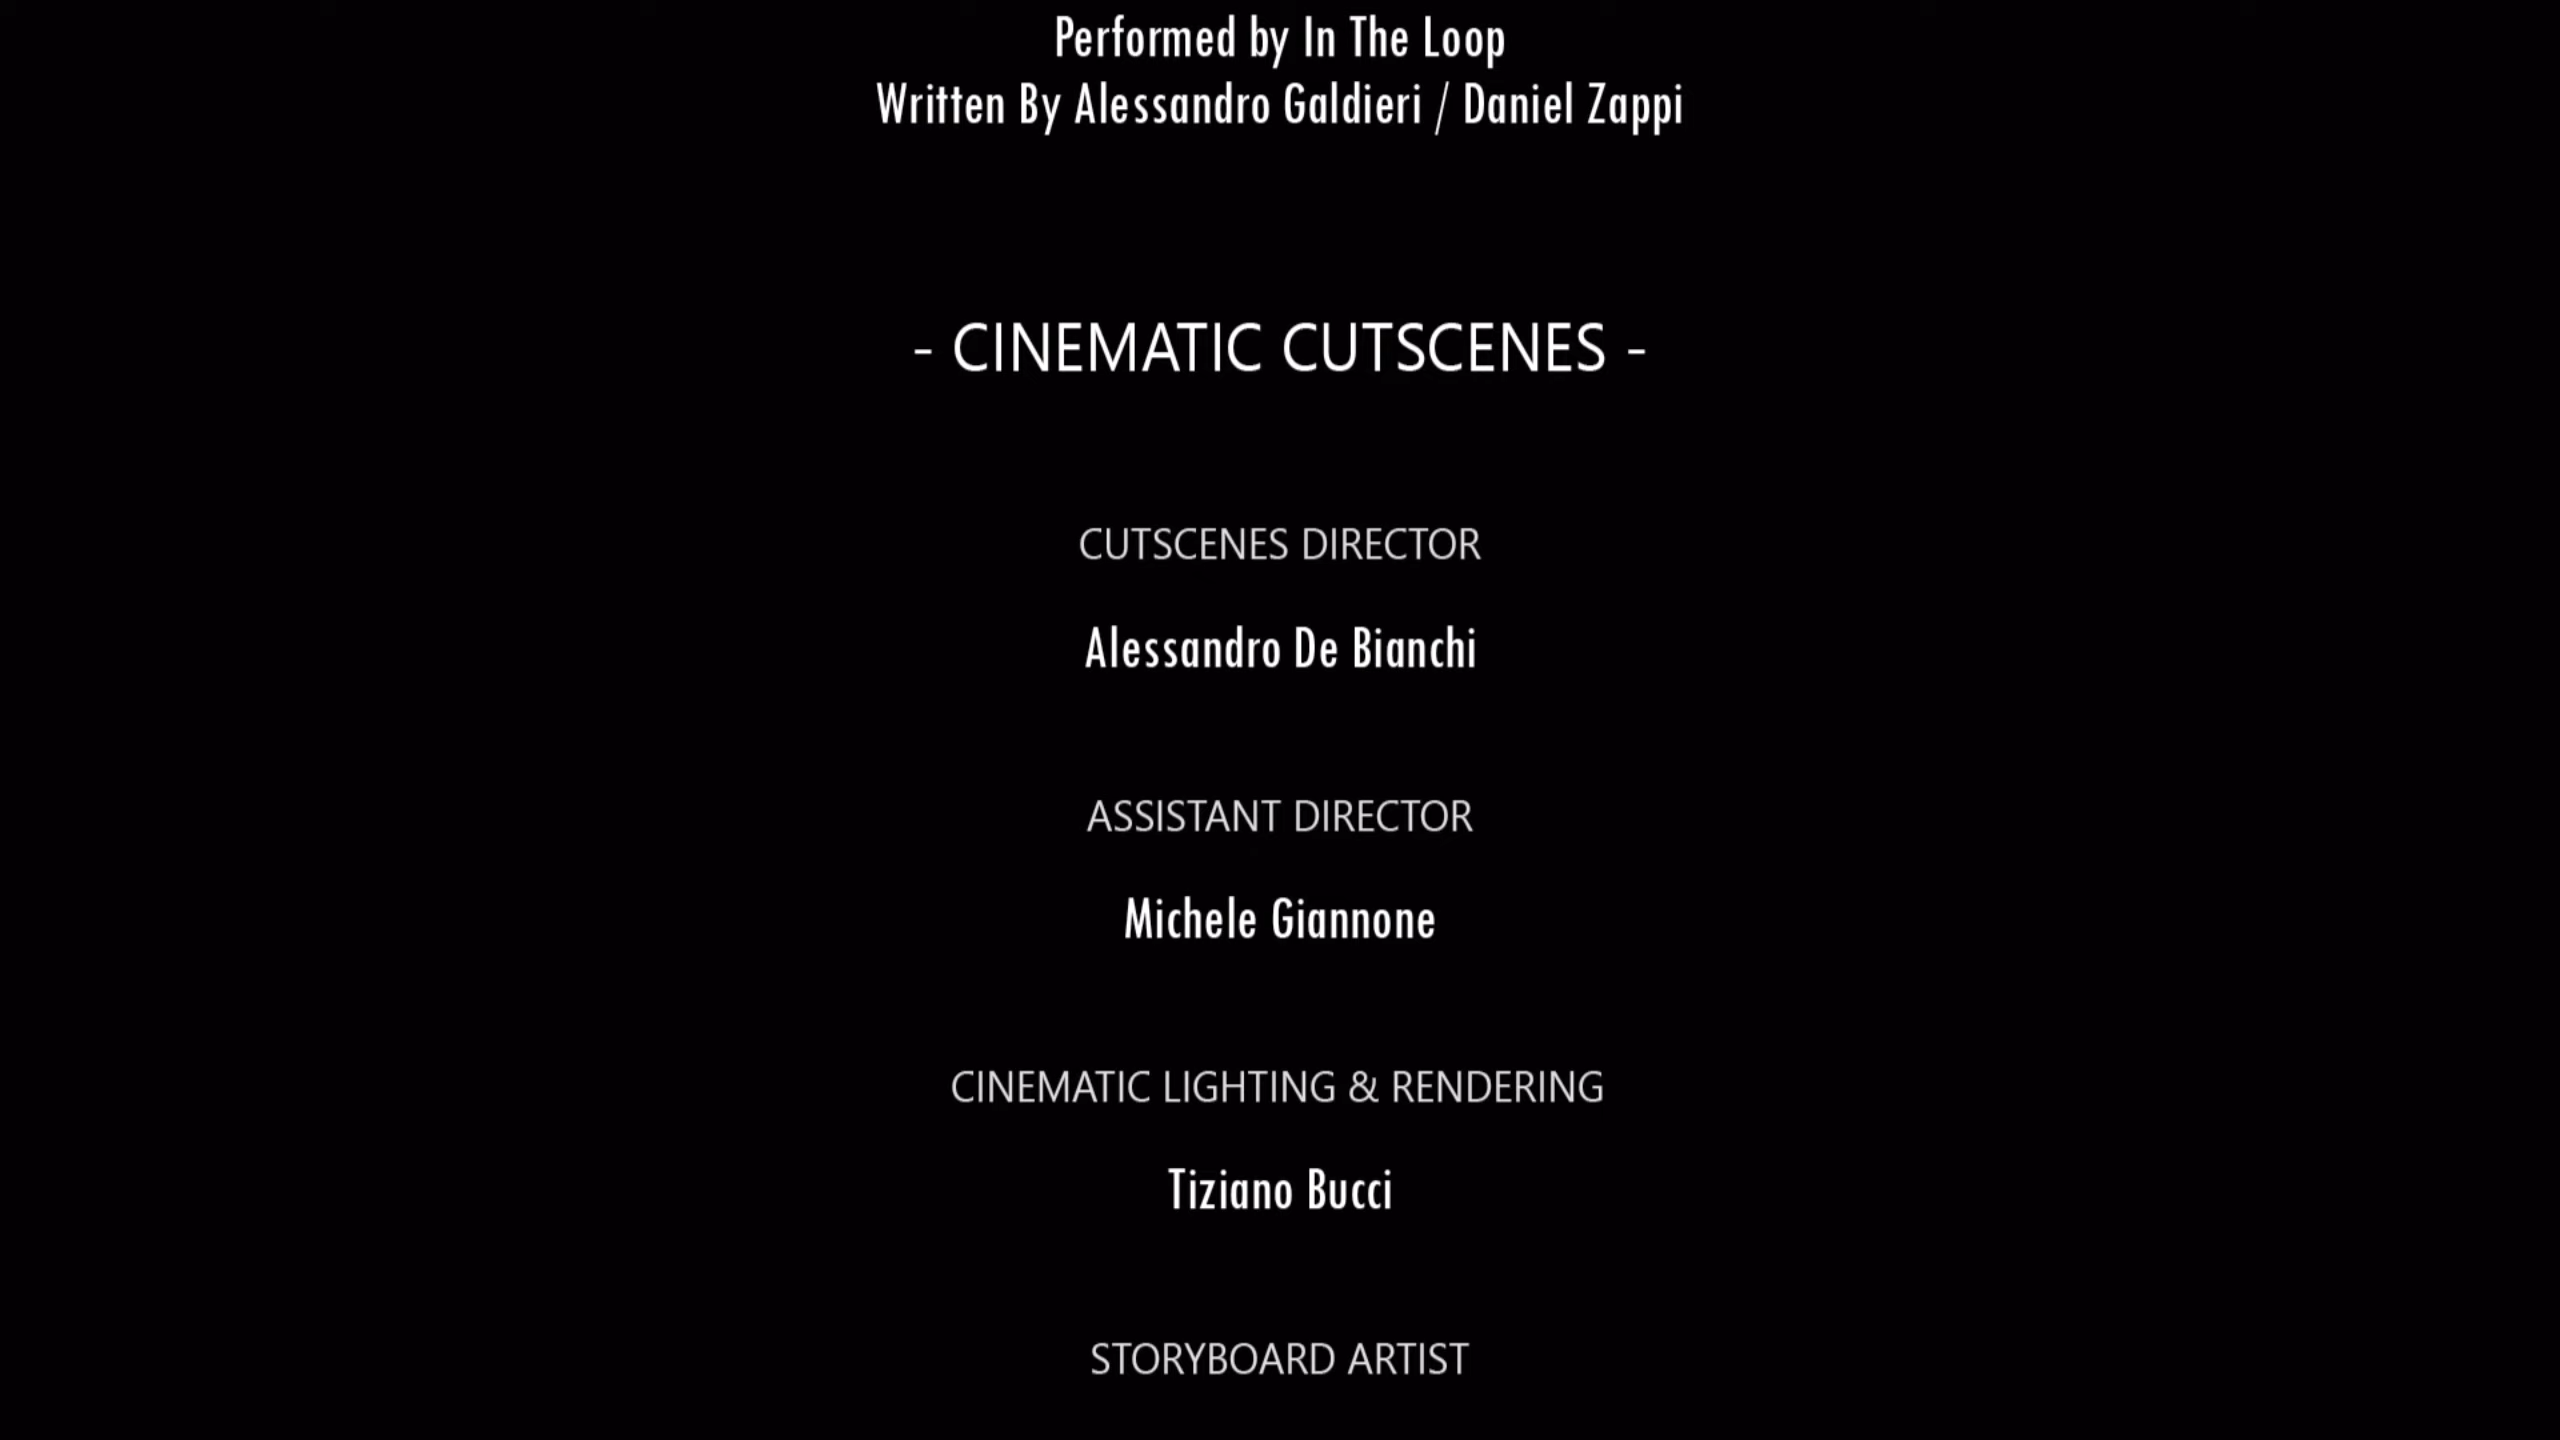 Performed by In The Loop
Written By Alessandro Galdieri / Daniel Zappi
- CINEMATIC CUTSCENES -
CUTSCENES DIRECTOR
Alessandro De Bianchi
ASSISTANT DIRECTOR
Michele Giannone
CINEMATIC LIGHTING & RENDERING
Tiziano Bucci
STORYBOARD ARTIST